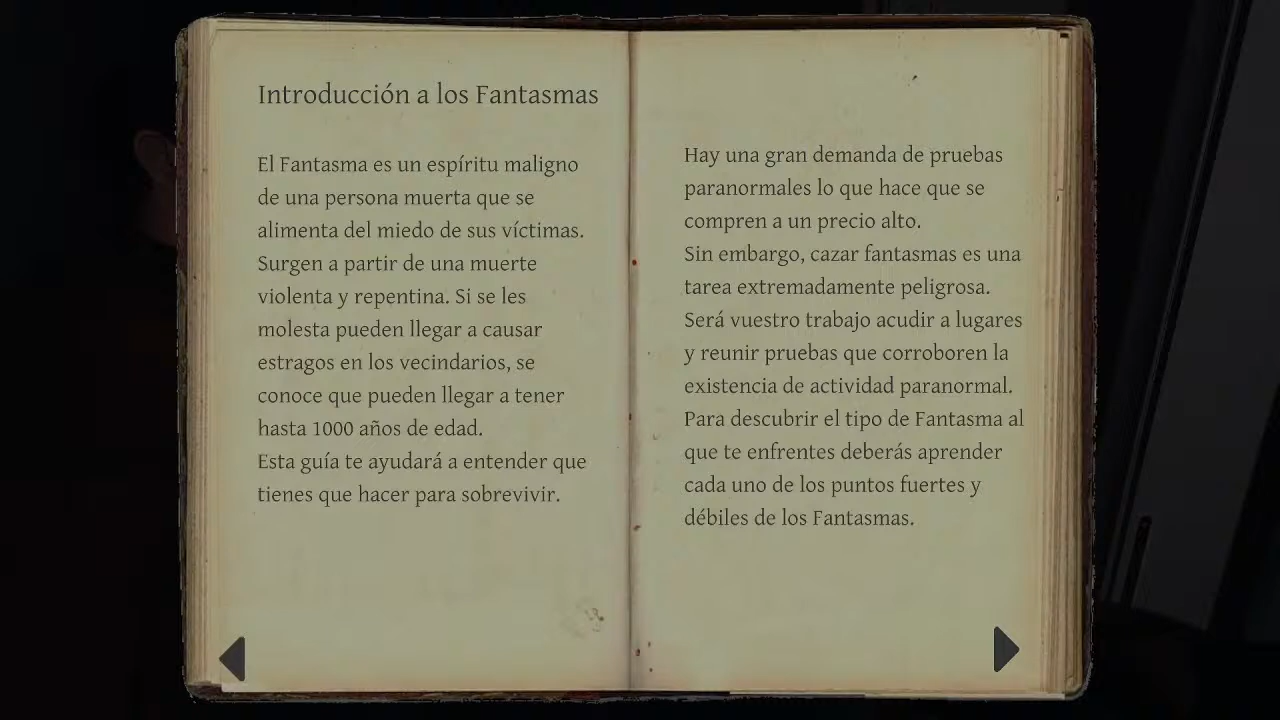 Introducción a los Fantasmas
El Fantasma es un espíritu maligno
de una persona muerta que se
alimenta del miedo de sus víctimas.
Surgen a partir de una muerte
violenta y repentina. Si se les
molesta pueden llegar a causar
estragos en los vecindarios, se
conoce que pueden llegar a tener
hasta 1000 años de edad.
Esta guía te ayudará a entender que
tienes que hacer para sobrevivir.
Hay una gran demanda de pruebas
paranormales lo que hace que se
compren a un precio alto.
Sin embargo, cazar fantasmas es una
tarea extremadamente peligrosa.
Será vuestro trabajo acudir a lugares
y reunir pruebas que corroboren la
existencia de actividad paranormal.
Para descubrir el tipo de Fantasma al
que te enfrentes deberás aprender
cada uno de los puntos fuertes y
débiles de los Fantasmas.